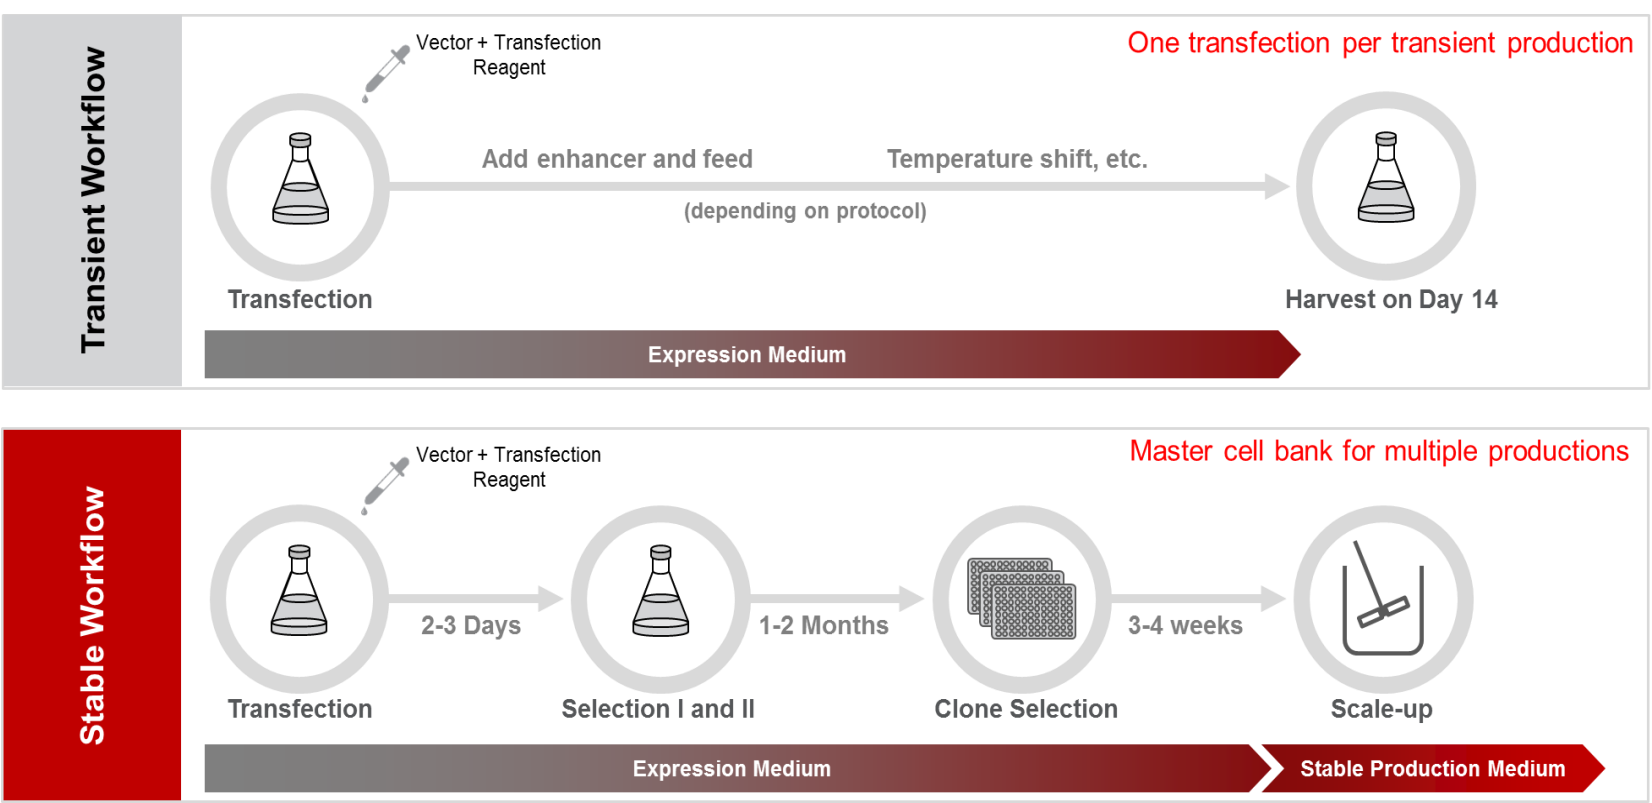 Transient Workflow
Vector + Transfection
Reagent
One transfection per transient production
Add enhancer and feed
Temperature shift, etc.
(depending on protocol)
Transfection
Harvest on Day 14
Expression Medium
Stable Workflow
Vector + Transfection
Reagent
Master cell bank for multiple productions
2-3 Days
1-2 Months
3-4 weeks
Transfection
Selection I and II
Clone Selection
Scale-up
Expression Medium
Stable Production Medium